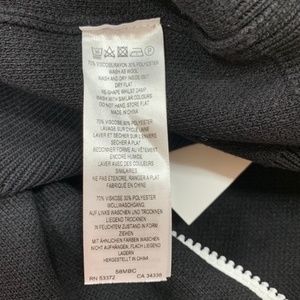 70% VISCOSE/RAYON 30% POLYESTER
WASH AS WOOL
WASH AND DRY INSIDE OUT
DRY FLAT
RE-SHAPE WHILST DAMP
WASH WITH SIMILAR COLOURS
DO NOT HANG, STORE FLAT
MADE IN CHINA
70% VISCOSE 30% POLYESTER
LAVAGE SUR CYCLE LAINE
LAVER ET SÉCHER SUR L'ENVERS
SÉCHER À PLAT
REDONNER FORME AU VÊTEMENT
ENCORE HUMIDE
LAVER AVEC DES COULEURS
SIMILAIRES
NE PAS ÉTENDRE, RANGER À PLAT
FABRIQUÉ EN CHINE
70% VISKOSE 30% POLYESTER
WOLLWASCHGANG
AUF LINKS WASCHEN UND TROCKNEN
LIEGEND TROCKNEN
IN FEUCHTEM ZUSTAND IN FORM
ZIEHEN
MIT ÄHNLICHEN FARBEN WASCHEN
NICHT AUFHÄNGEN, LIEGEND
LAGERN
HERGESTELLT IN CHINA
58MBC
RN 53372 CA 34335